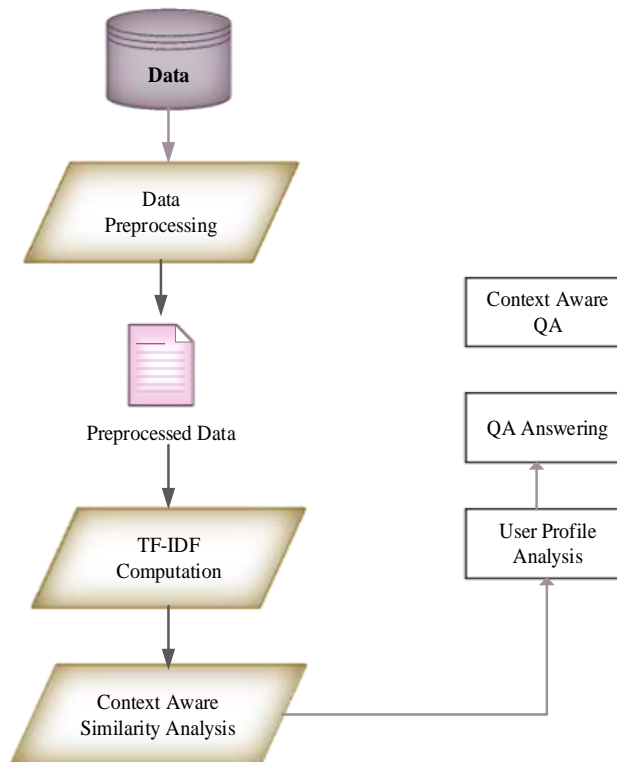 Data
Data
Preprocessing
Preprocessed Data
TF-IDF
Computation
Context Aware
Similarity Analysis
Context Aware
QA
QA Answering
User Profile
Analysis